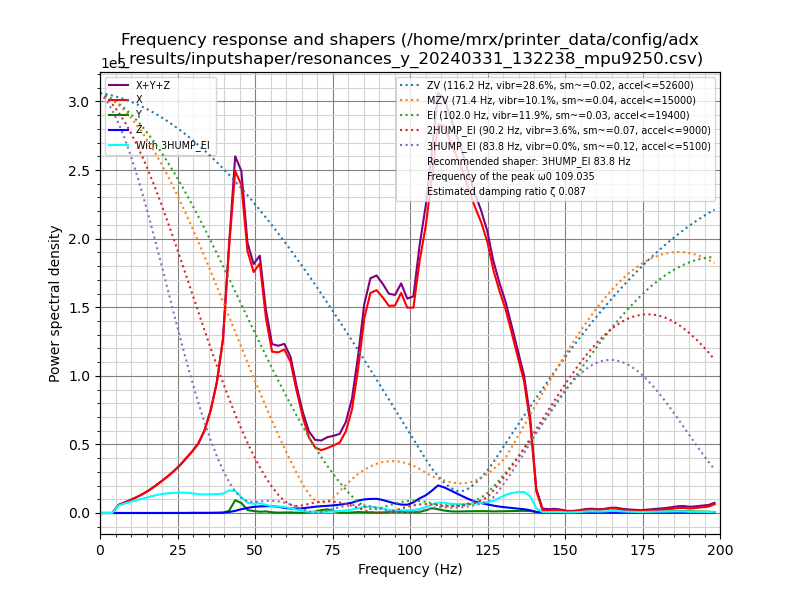 Frequency response and shapers (/home/mrx/printer_data/config/adx
_results/inputshaper/resonances_y_20240331_132238_mpu9250.csv)
1e5
X+Y+Z
X
Y
Z
With 3HUMP_EI
ZV (116.2 Hz, vibr=28.6%, sm~=0.02, accel<=52600)
MZV (71.4 Hz, vibr=10.1%, sm~=0.04, accel<=15000)
EI (102.0 Hz, vibr=11.9%, sm~=0.03, accel<=19400)
2HUMP_EI (90.2 Hz, vibr=3.6%, sm~=0.07, accel<=9000)
3HUMP_EI (83.8 Hz, vibr=0.0%, sm~=0.12, accel<=5100)
Recommended shaper: 3HUMP_EI 83.8 Hz
Frequency of the peak ω0 109.035
Estimated damping ratio ζ 0.087
Power spectral density
3.0
2.5
2.0
1.5
1.0
0.5
0.0
0 25 50 75 100 125 150 175 200
Frequency (Hz)